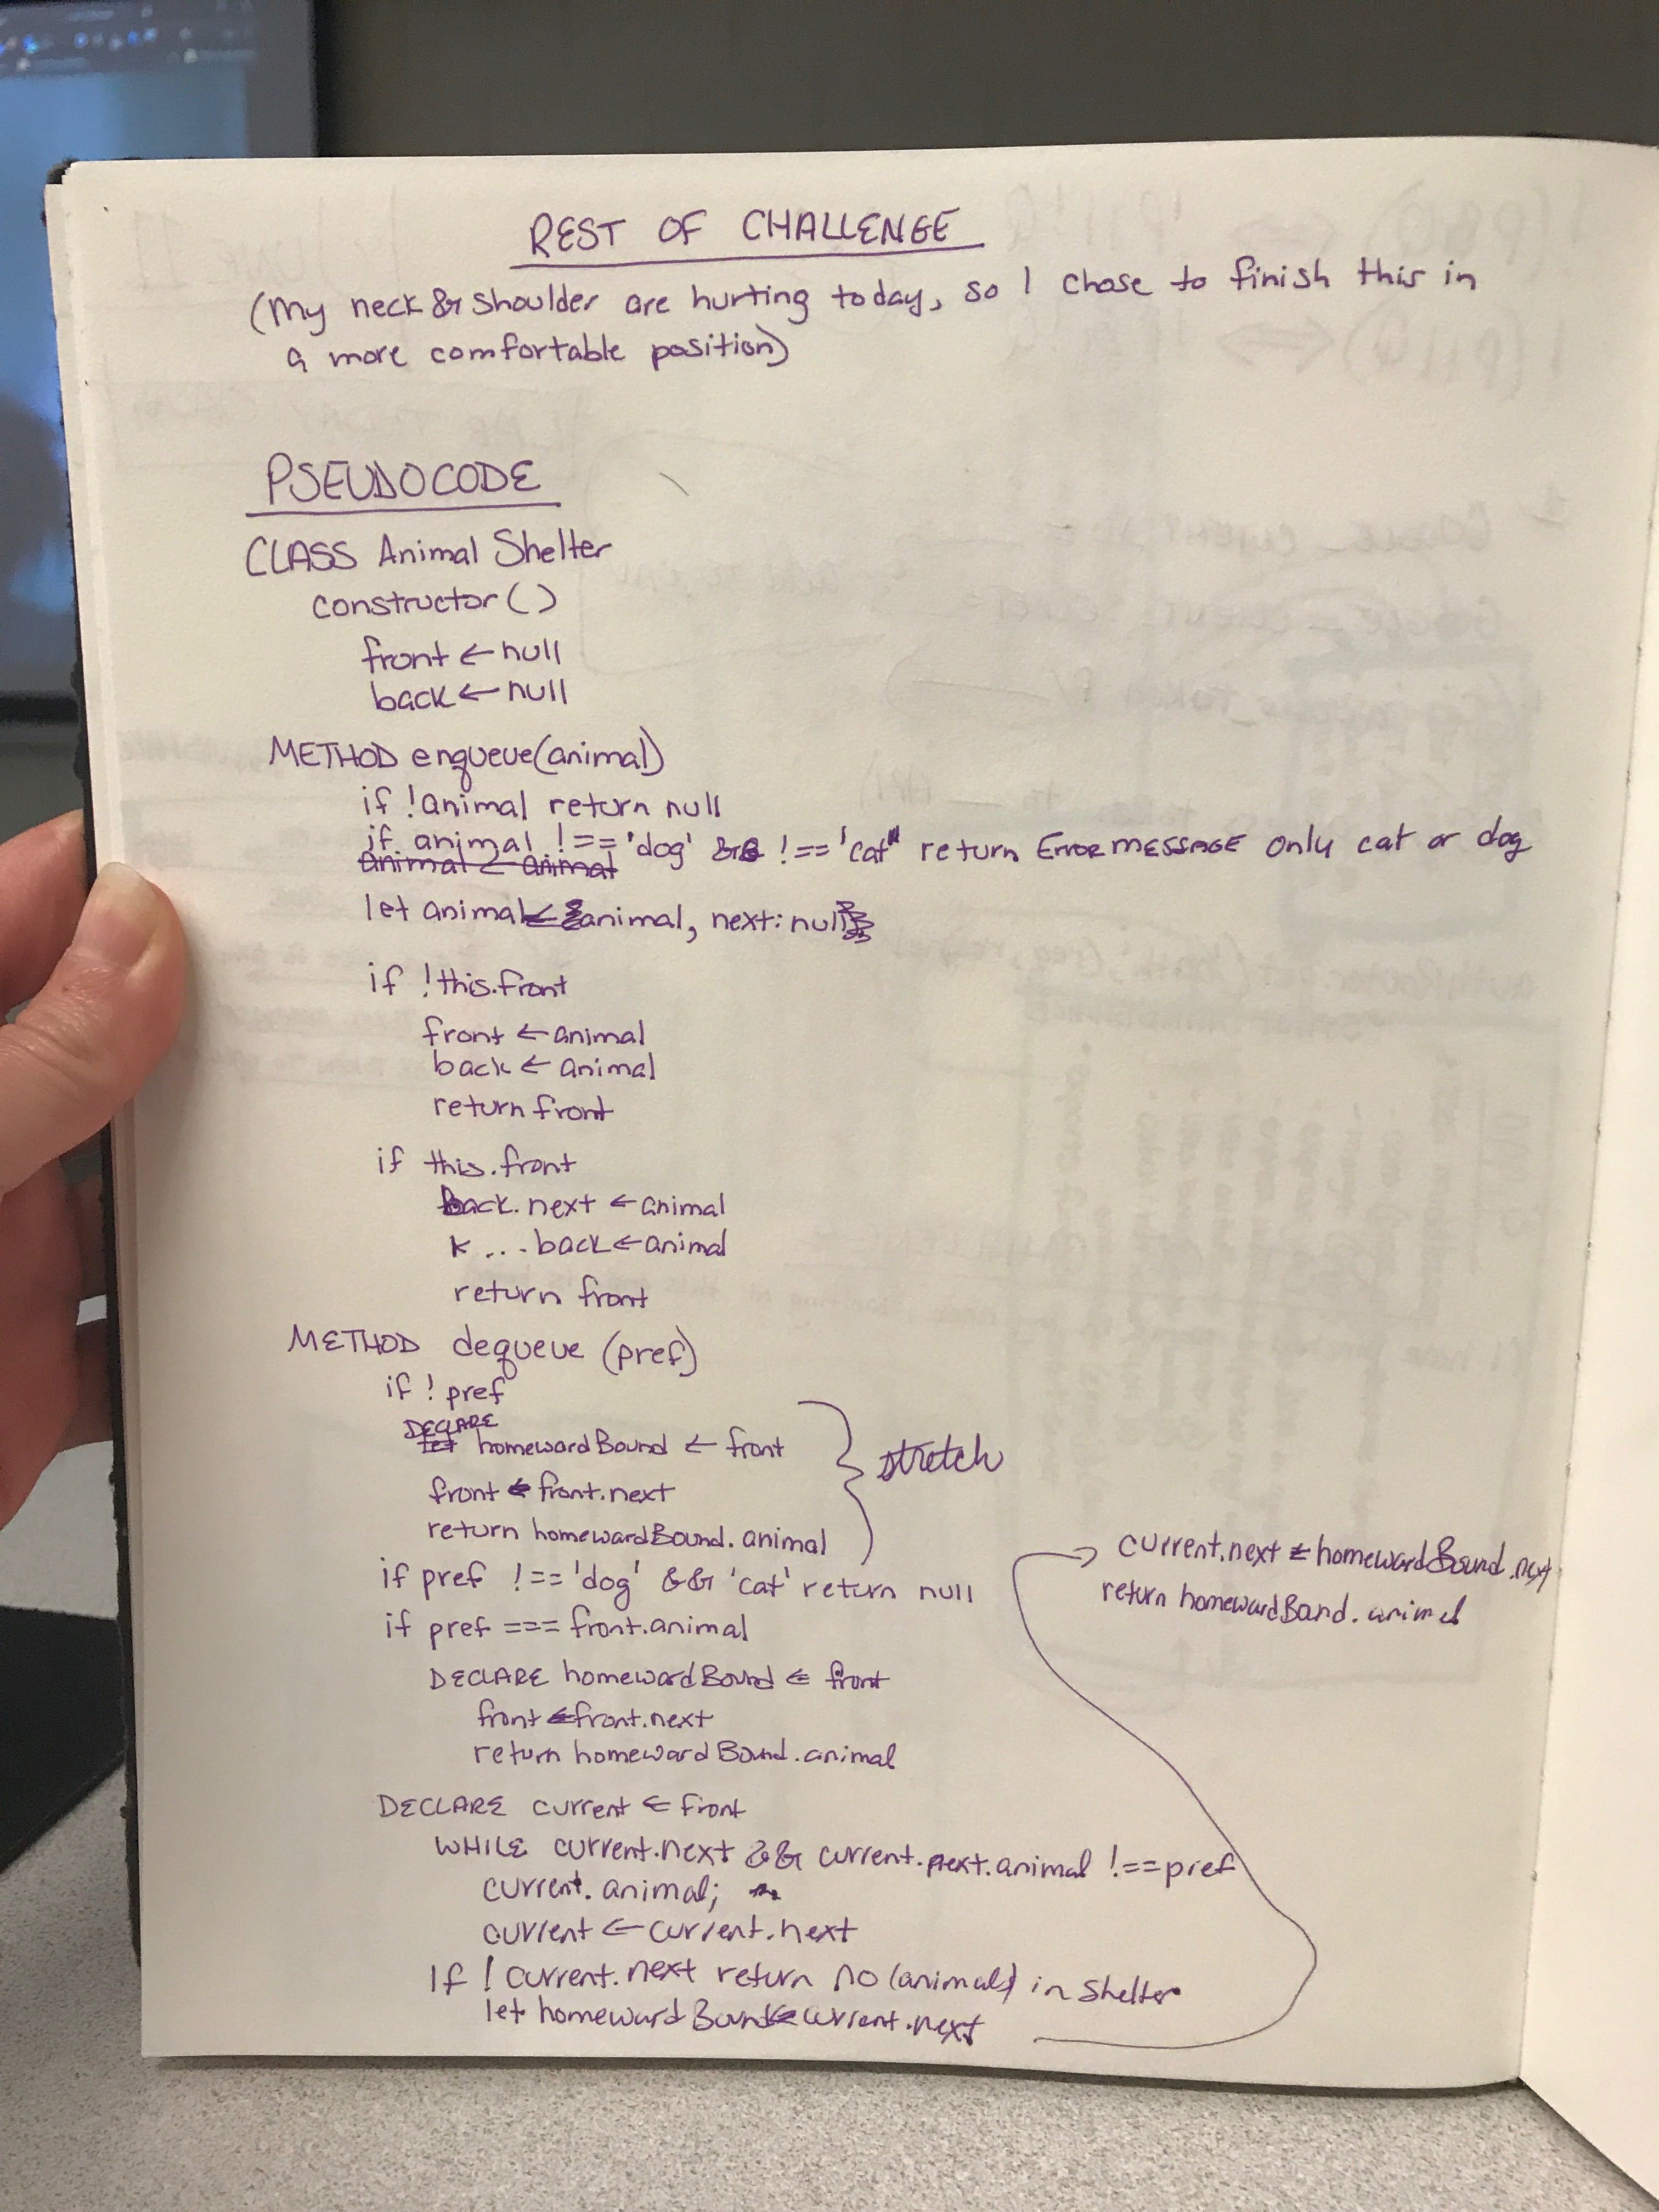 REST OF CHALLENGE
(My neck & shoulder are hurting today, so I chose to finish this in
a more comfortable position)
PSEUDOCODE
CLASS Animal Shelter
constructor()
front ← null
back ← null
METHOD enqueue(animal)
if !animal return null
if animal !== 'dog' && !== 'cat" return ERROR MESSAGE only cat or dog
animal ← animal
let animal ← {animal, next: null}
if !this.front
front ← animal
back ← animal
return front
if this.front
back.next ← animal
... back ← animal
return front
METHOD dequeue (pref)
if ! pref
DECLARE
let homewardBound ← front
front ← front.next
return homewardBound.animal
stretch
if pref !== 'dog' && 'cat' return null
if pref === front.animal
DECLARE homewardBound ← front
front ← front.next
return homewardBound.animal
DECLARE current ← front
WHILE current.next && current.next.animal !== pref
current.animal;
current ← current.next
If ! current.next return no (animals) in shelter
let homewardBound ← current.next
→ current.next ← homewardBound.next
return homewardBound.animal